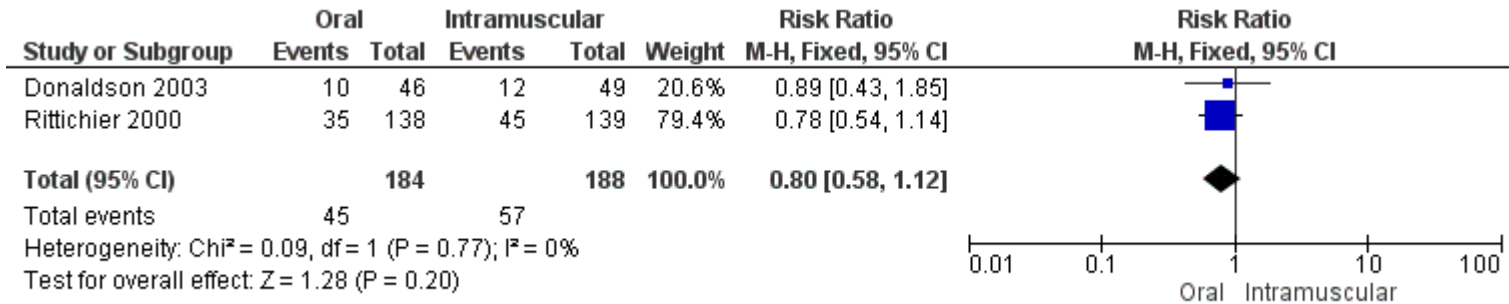 Oral Intramuscular Risk Ratio Risk Ratio
Study or Subgroup Events Total Events Total Weight M-H, Fixed, 95% CI M-H, Fixed, 95% CI
Donaldson 2003 10 46 12 49 20.6% 0.89 [0.43, 1.85]
Rittichier 2000 35 138 45 139 79.4% 0.78 [0.54, 1.14]
Total (95% CI) 184 188 100.0% 0.80 [0.58, 1.12]
Total events 45 57
Heterogeneity: Chi² = 0.09, df = 1 (P = 0.77); I² = 0%
Test for overall effect: Z = 1.28 (P = 0.20)
0.01 0.1 1 10 100
Oral Intramuscular